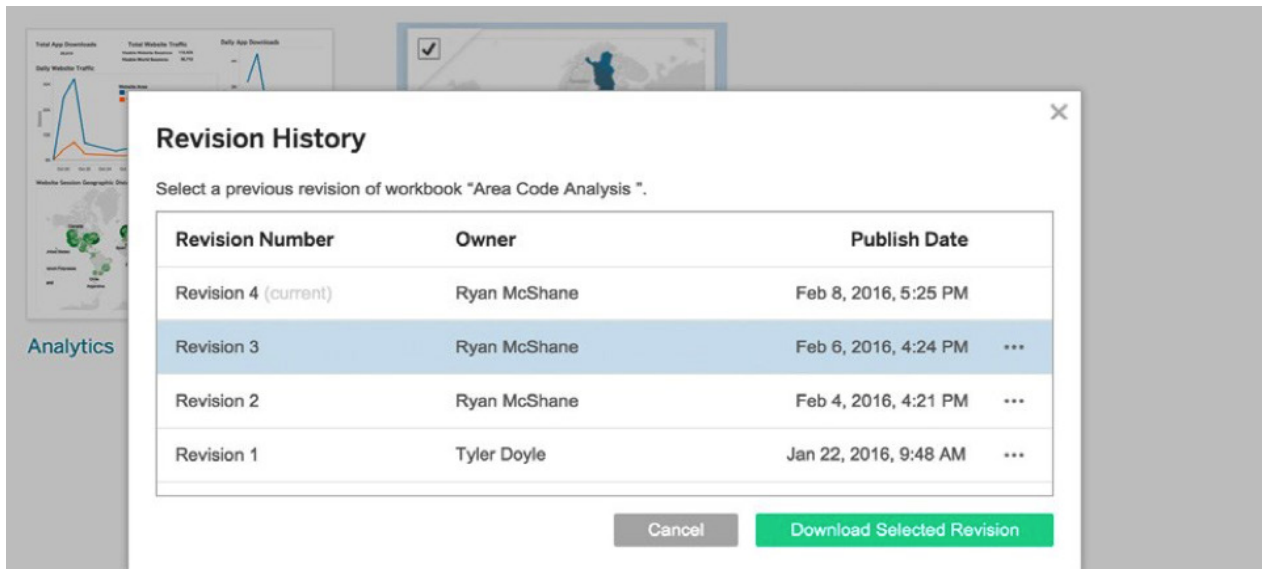 Total App Downloads
Total Website Traffic
Daily App Downloads
Daily Website Traffic
Revision History
Select a previous revision of workbook “Area Code Analysis ”.
Revision Number Owner Publish Date
Revision 4 (current) Ryan McShane Feb 8, 2016, 5:25 PM
Revision 3 Ryan McShane Feb 6, 2016, 4:24 PM ...
Revision 2 Ryan McShane Feb 4, 2016, 4:21 PM ...
Revision 1 Tyler Doyle Jan 22, 2016, 9:48 AM ...
Analytics
Cancel Download Selected Revision